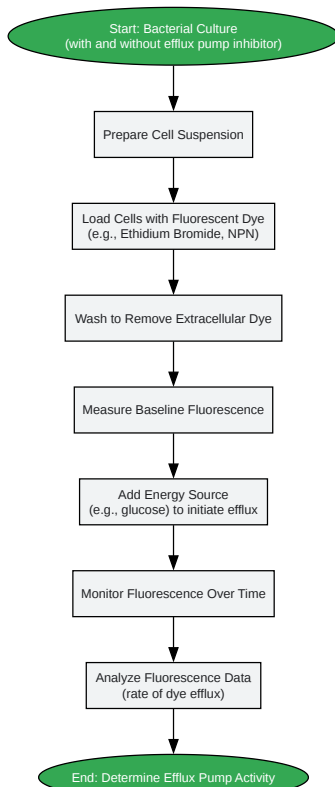 Start: Bacterial Culture
(with and without efflux pump inhibitor)
Prepare Cell Suspension
Load Cells with Fluorescent Dye
(e.g., Ethidium Bromide, NPN)
Wash to Remove Extracellular Dye
Measure Baseline Fluorescence
Add Energy Source
(e.g., glucose) to initiate efflux
Monitor Fluorescence Over Time
Analyze Fluorescence Data
(rate of dye efflux)
End: Determine Efflux Pump Activity